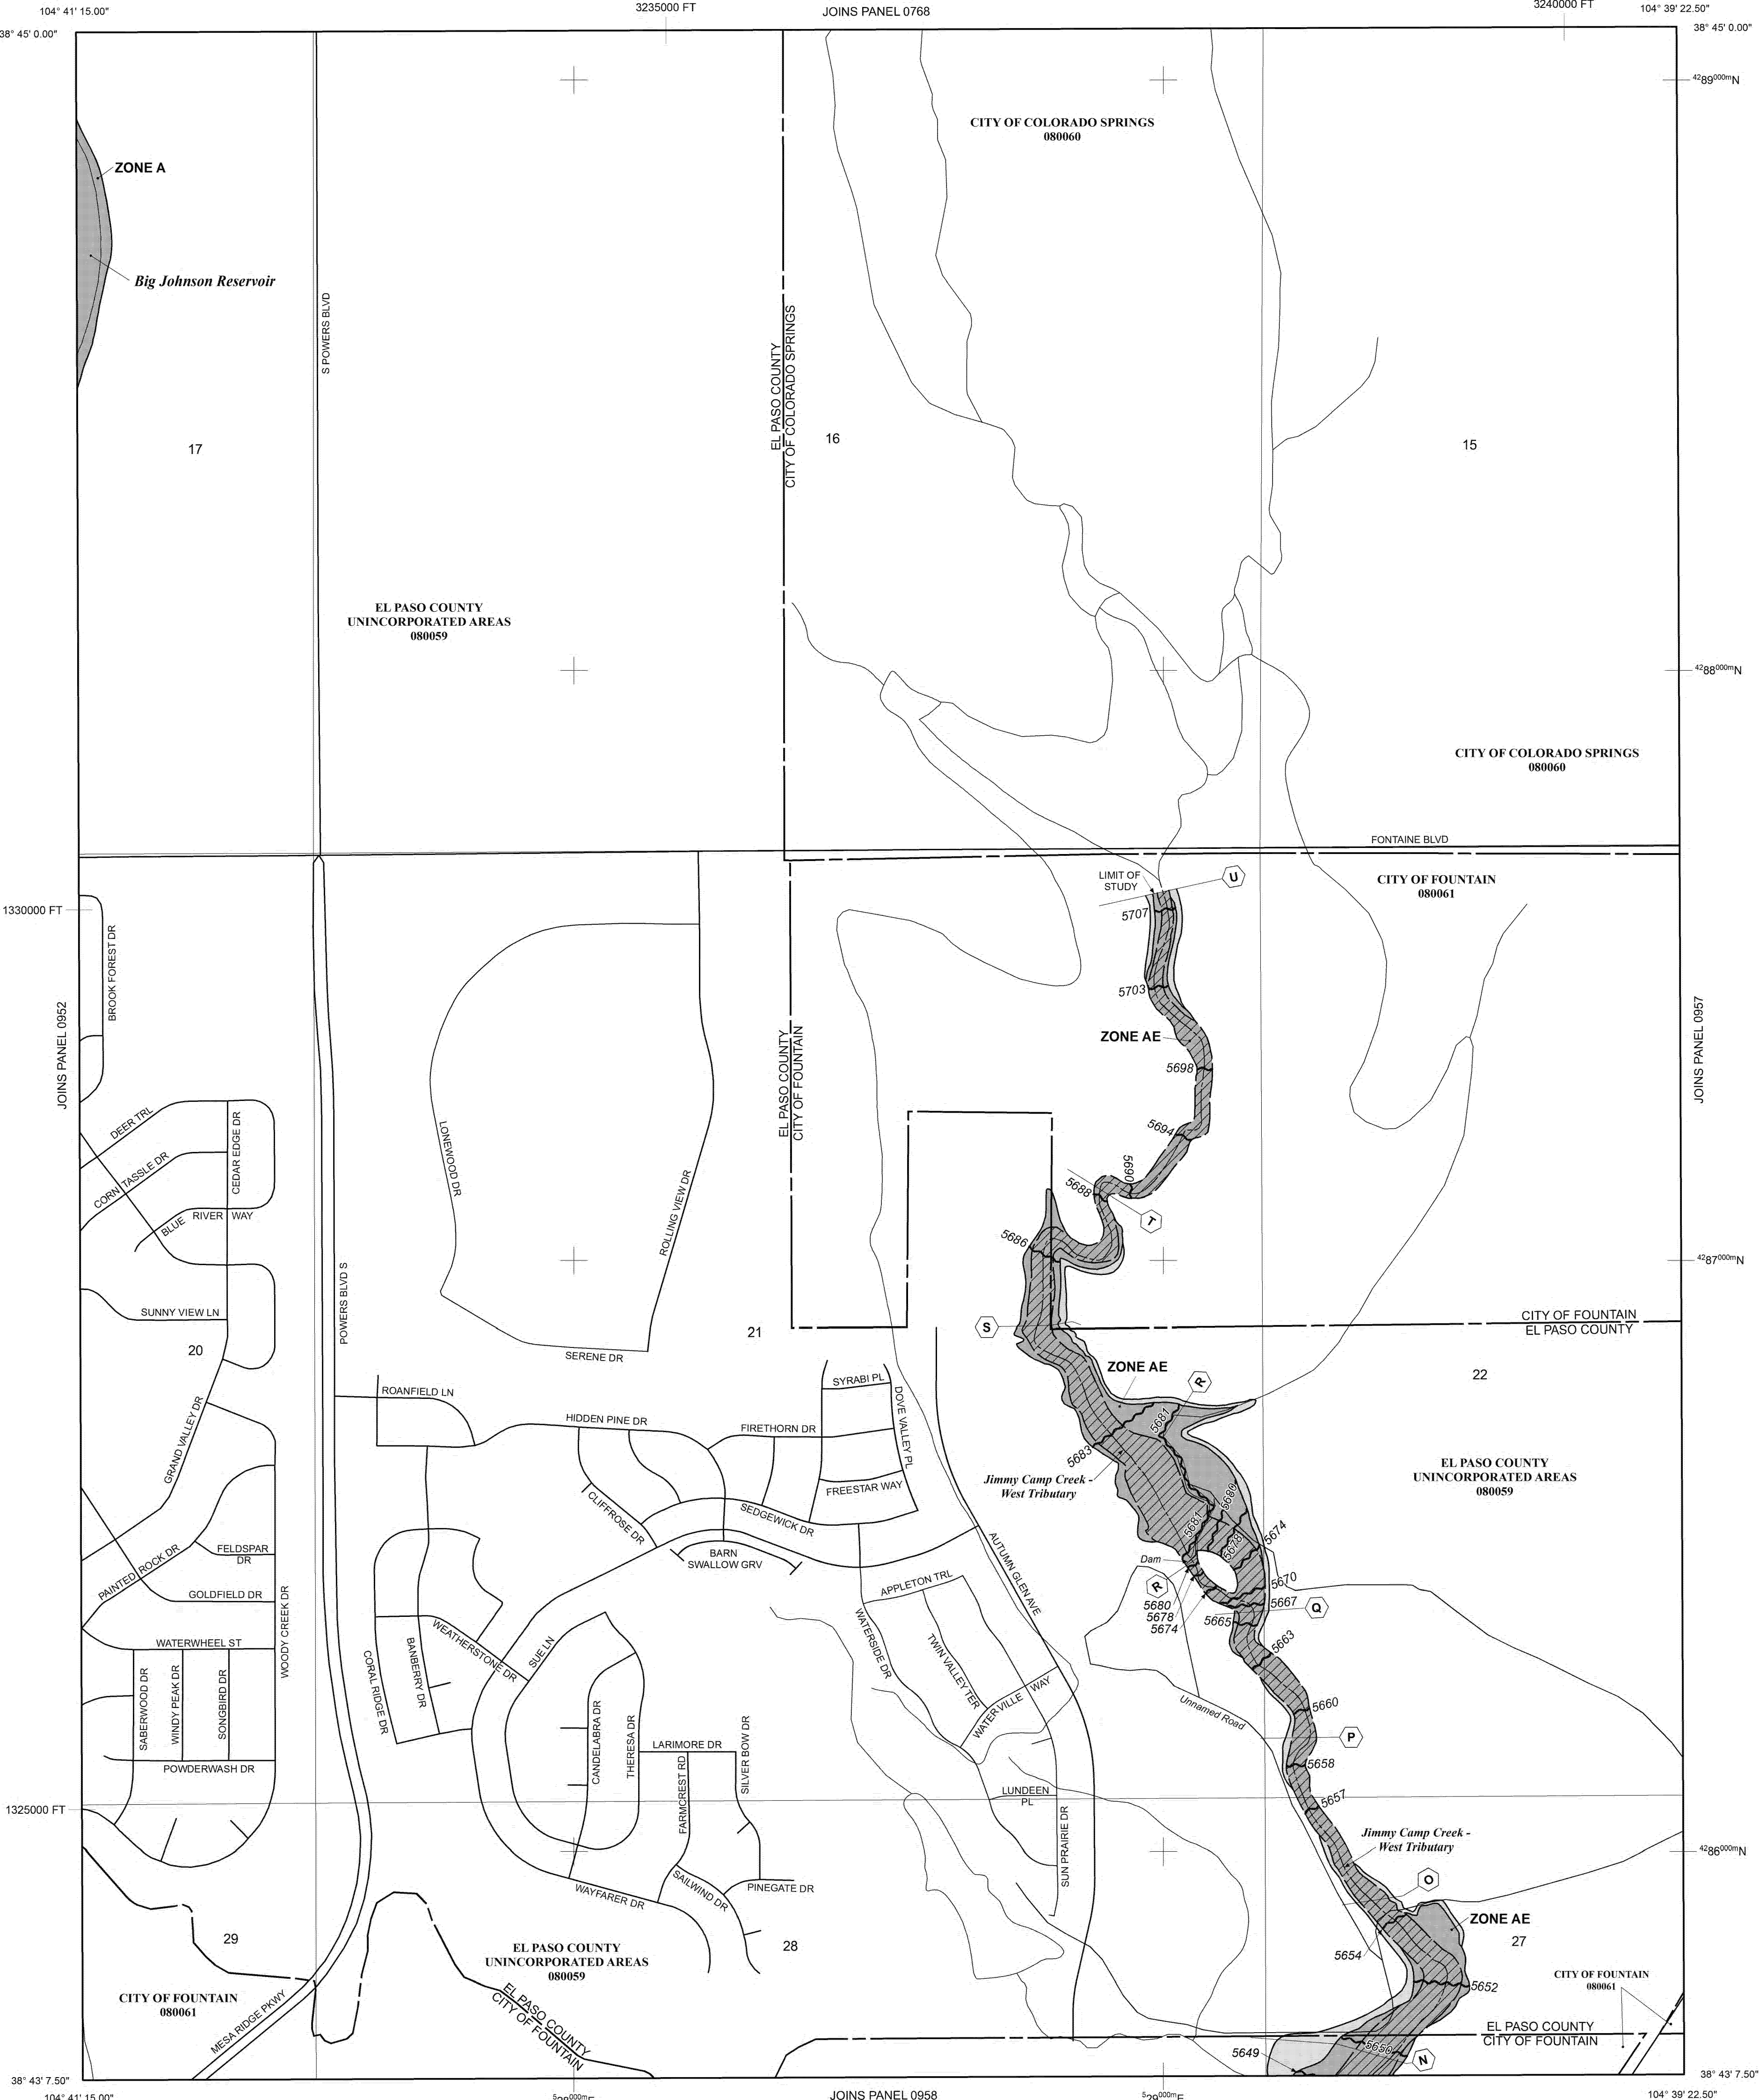 104° 41' 15.00"
3235000 FT
JOINS PANEL 0768
3240000 FT
104° 39' 22.50"
38° 45' 0.00"
38° 45' 0.00"
4289000mN
CITY OF COLORADO SPRINGS
080060
ZONE A
Big Johnson Reservoir
S POWERS BLVD
EL PASO COUNTY
CITY OF COLORADO SPRINGS
17
16
15
EL PASO COUNTY
UNINCORPORATED AREAS
080059
4288000mN
CITY OF COLORADO SPRINGS
080060
FONTAINE BLVD
LIMIT OF
STUDY
U
CITY OF FOUNTAIN
080061
1330000 FT
5707
BROOK FOREST DR
JOINS PANEL 0952
JOINS PANEL 0957
5703
EL PASO COUNTY
CITY OF FOUNTAIN
ZONE AE
5698
DEER TRL
CEDAR EDGE DR
LONEWOOD DR
5694
CORN TASSLE DR
5690
5688
ROLLING VIEW DR
BLUE RIVER WAY
T
5686
4287000mN
POWERS BLVD S
SUNNY VIEW LN
CITY OF FOUNTAIN
EL PASO COUNTY
S
20
21
SERENE DR
ZONE AE
22
ROANFIELD LN
SYRABI PL
R
GRAND VALLEY DR
HIDDEN PINE DR
FIRETHORN DR
DOVE VALLEY PL
5681
5683
Jimmy Camp Creek -
West Tributary
EL PASO COUNTY
UNINCORPORATED AREAS
080059
FREESTAR WAY
CLIFFROSE DR
SEDGEWICK DR
5680
5681
5678
5674
FELDSPAR
DR
BARN
SWALLOW GRV
AUTUMN GLEN AVE
Dam
PAINTED ROCK DR
APPLETON TRL
R
5670
GOLDFIELD DR
5680
5678
5674
5667
Q
5665
WOODY CREEK DR
WATERSIDE DR
WEATHERSTONE DR
SUE LN
5663
WATERWHEEL ST
TWIN VALLEY TER
CORAL RIDGE DR
BANBERRY DR
SABERWOOD DR
WINDY PEAK DR
SONGBIRD DR
WATERVILLE WAY
Unnamed Road
5660
P
CANDELABRA DR
THERESA DR
LARIMORE DR
SILVER BOW DR
FARMCREST RD
POWDERWASH DR
5658
LUNDEEN
PL
5657
1325000 FT
SUN PRAIRIE DR
Jimmy Camp Creek -
West Tributary
4286000mN
O
WAYFARER DR
SAILWIND DR
PINEGATE DR
ZONE AE
29
28
27
5654
EL PASO COUNTY
UNINCORPORATED AREAS
080059
CITY OF FOUNTAIN
080061
5652
CITY OF FOUNTAIN
080061
MESA RIDGE PKWY
EL PASO COUNTY
CITY OF FOUNTAIN
EL PASO COUNTY
CITY OF FOUNTAIN
5649
5650
N
38° 43' 7.50"
38° 43' 7.50"
104° 41' 15.00"
JOINS PANEL 0958
104° 39' 22.50"